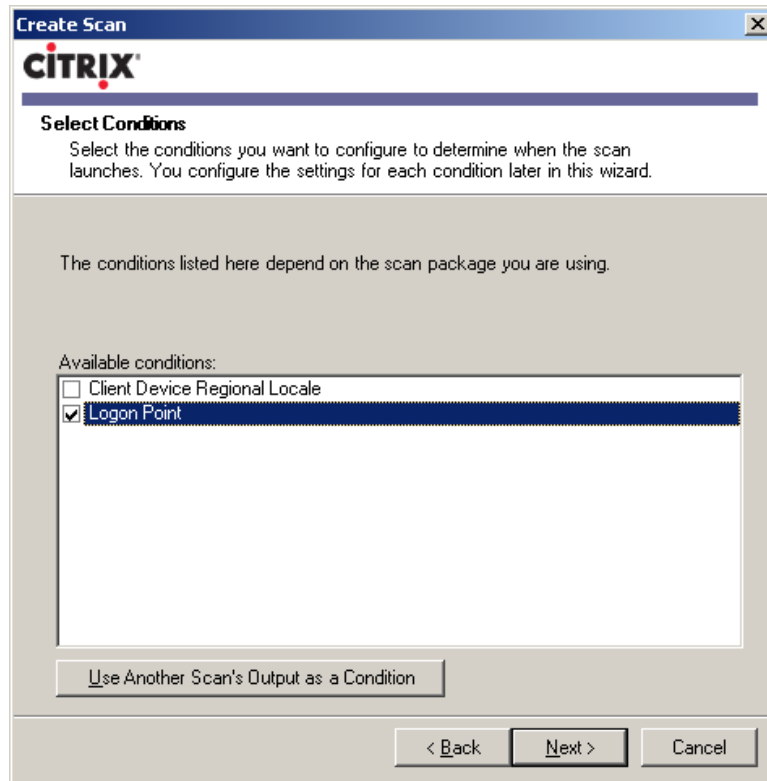 Create Scan
CİTRIX
Select Conditions
Select the conditions you want to configure to determine when the scan
launches. You configure the settings for each condition later in this wizard.
The conditions listed here depend on the scan package you are using.
Available conditions:
Client Device Regional Locale
Logon Point
Use Another Scan's Output as a Condition
< Back
Next >
Cancel